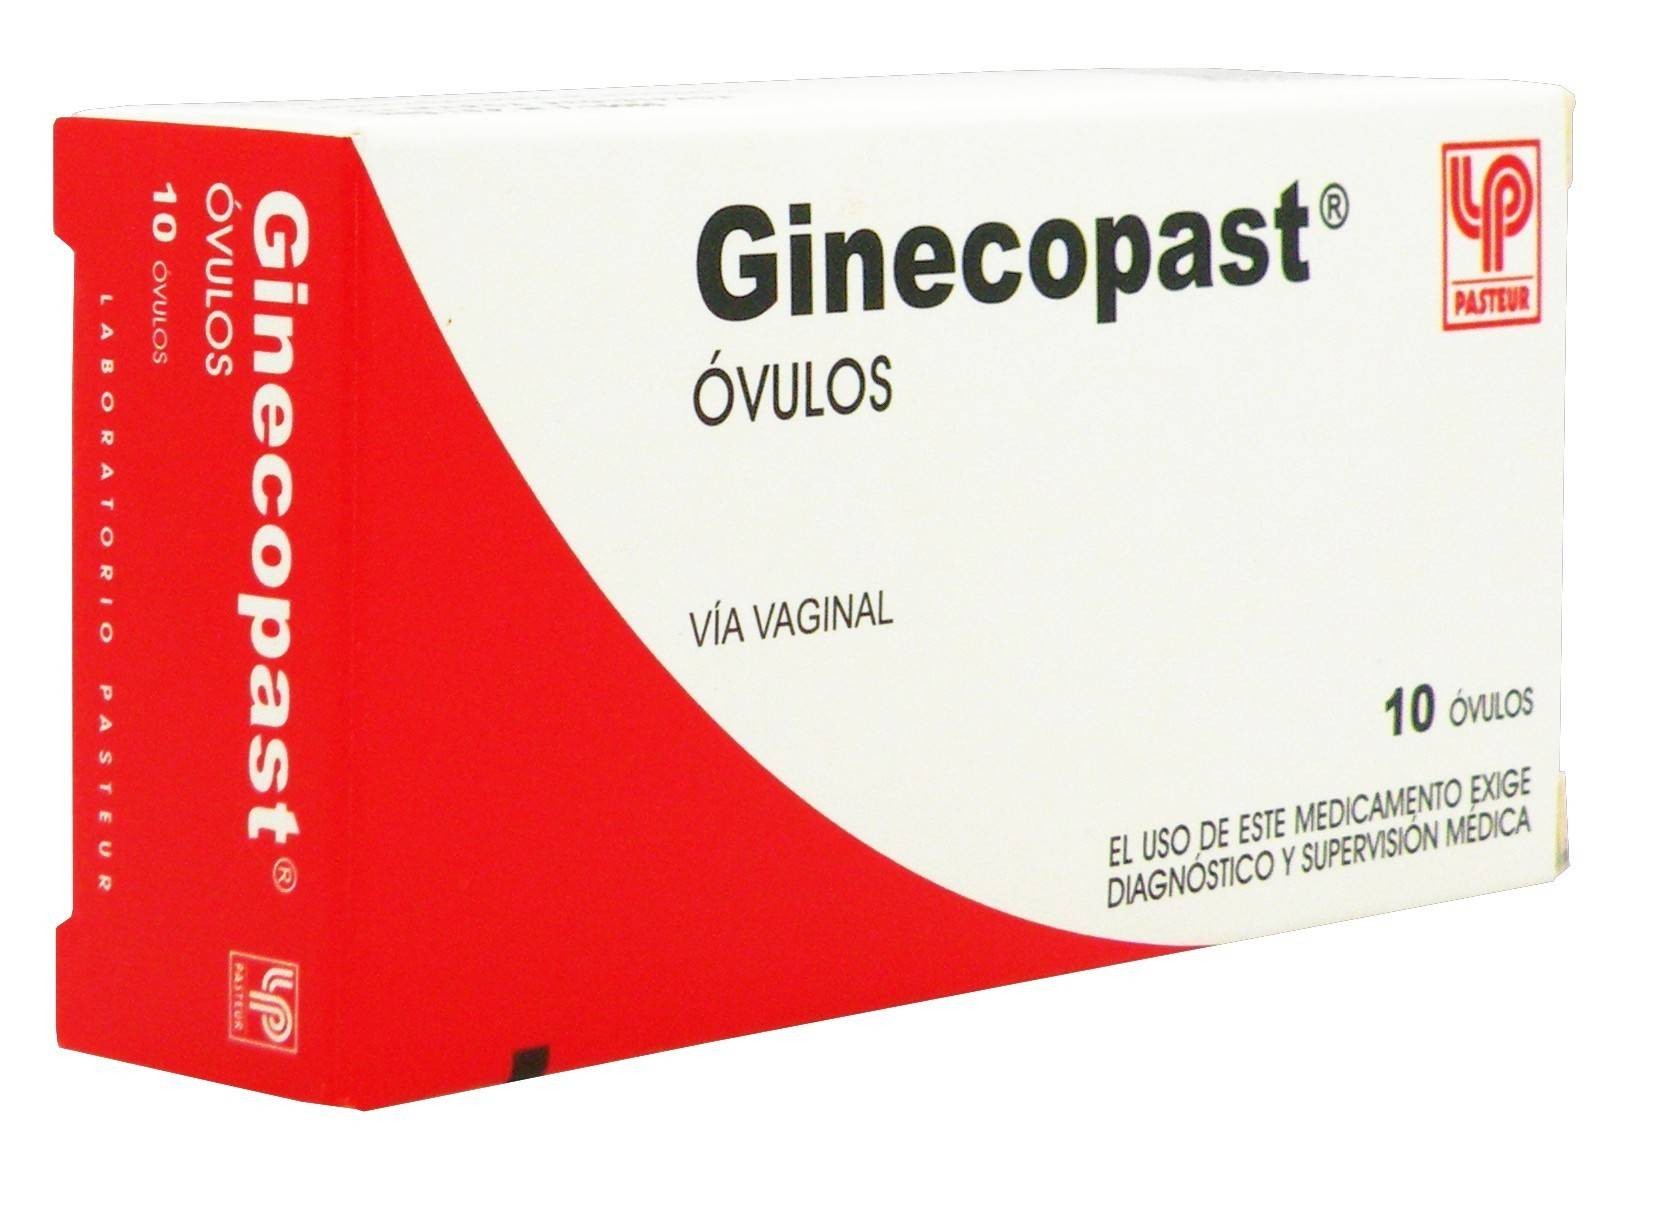 Ginecopast®
ÓVULOS
10 ÓVULOS
LABORATORIO PASTEUR
PASTEUR
Ginecopast®
ÓVULOS
PASTEUR
VÍA VAGINAL
10 ÓVULOS
EL USO DE ESTE MEDICAMENTO EXIGE
DIAGNÓSTICO Y SUPERVISIÓN MÉDICA